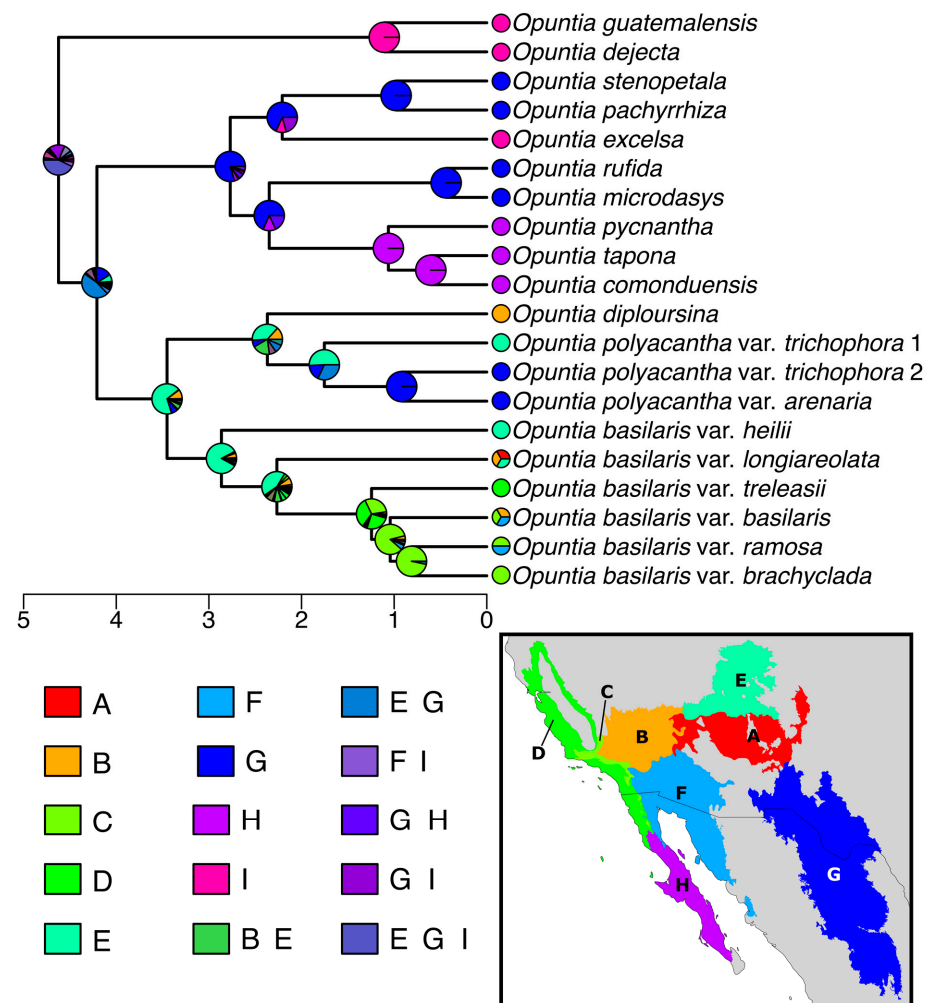 Opuntia guatemalensis
Opuntia dejecta
Opuntia stenopetala
Opuntia pachyrrhiza
Opuntia excelsa
Opuntia rufida
Opuntia microdasys
Opuntia pycnantha
Opuntia tapona
Opuntia comonduensis
Opuntia diploursina
Opuntia polyacantha var. trichophora 1
Opuntia polyacantha var. trichophora 2
Opuntia polyacantha var. arenaria
Opuntia basilaris var. heilii
Opuntia basilaris var. longiareolata
Opuntia basilaris var. treleasii
Opuntia basilaris var. basilaris
Opuntia basilaris var. ramosa
Opuntia basilaris var. brachyclada
5 4 3 2 1 0
A F E G
B G F I
C H G H
D I G I
E B E E G I
E
C
B A
D
F
G
H